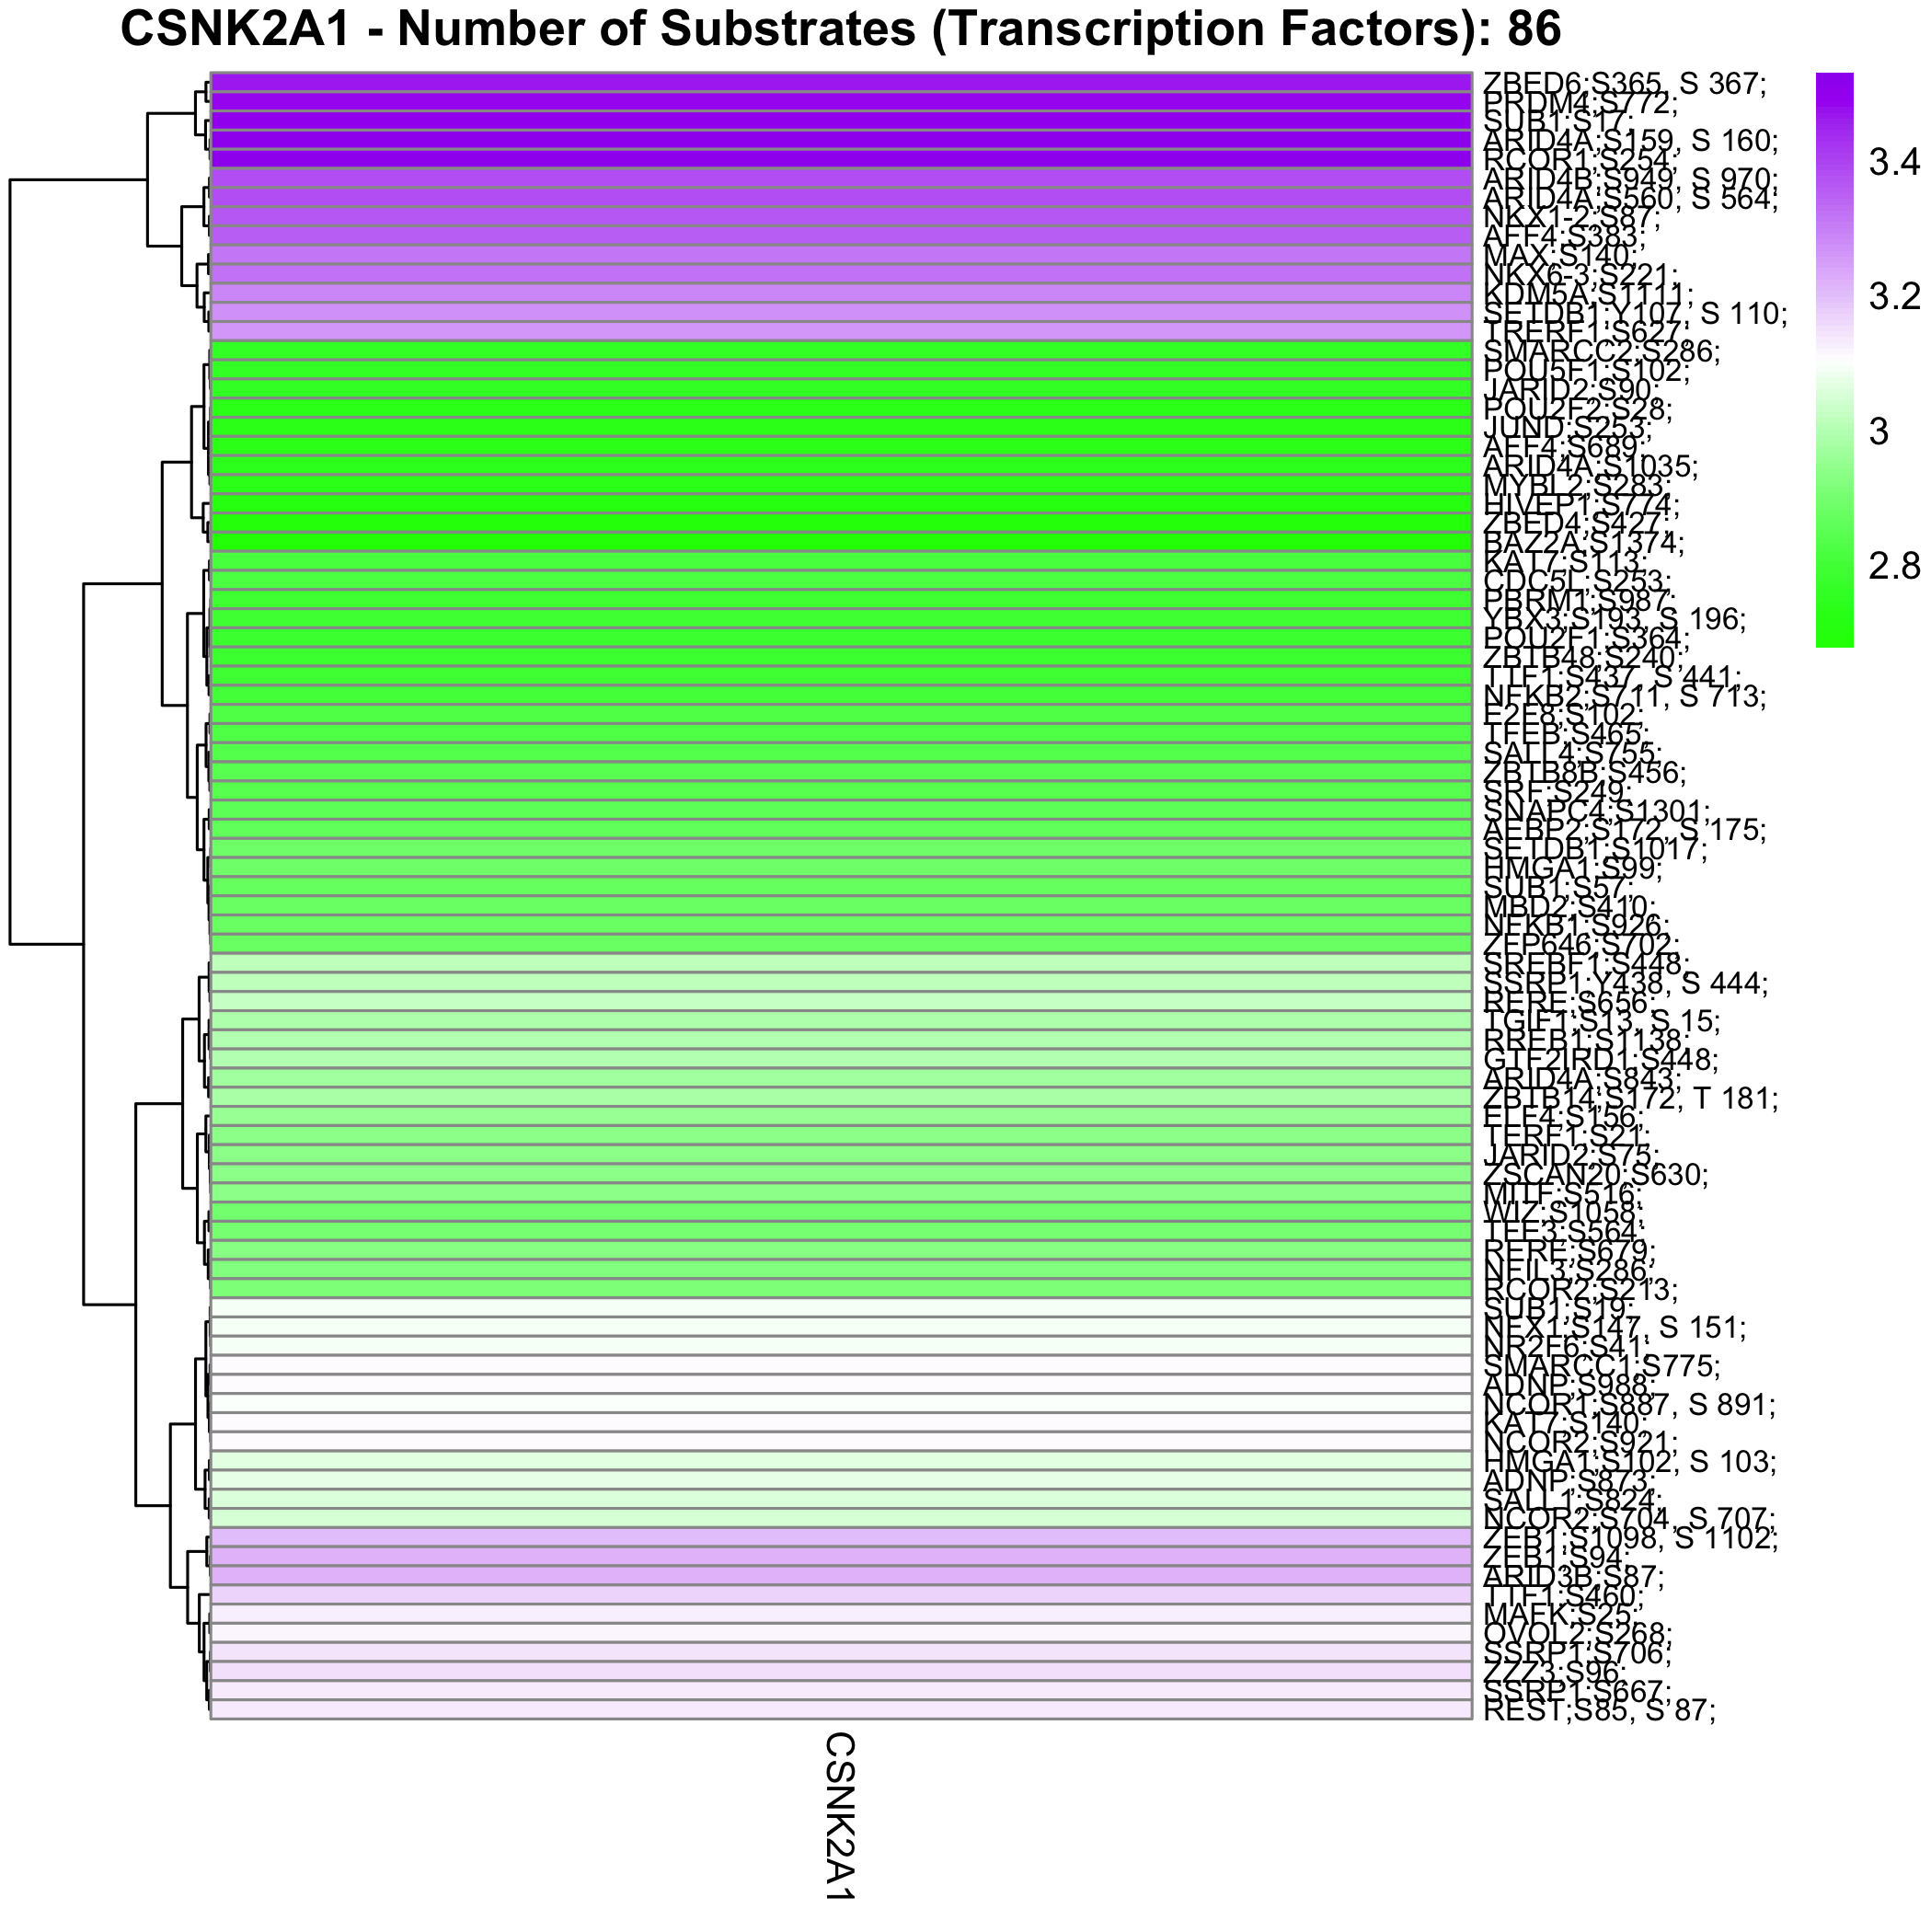 CSNK2A1 - Number of Substrates (Transcription Factors): 86
ZBED6;S365, S 367;
PRDM4;S772;
SUB1;S17;
ARID4A;S159, S 160;
RCOR1;S254;
ARID4B;S949, S 970;
ARID4A;S560, S 564;
NKX1-2;S87;
AFF4;S383;
MAX;S140;
NKX6-3;S221;
KDM5A;S1111;
SETDB1;Y107, S 110;
TRERF1;S627;
SMARCC2;S286;
POU5F1;S102;
JARID2;S90;
POU2F2;S28;
JUND;S253;
AFF4;S689;
ARID4A;S1035;
MYBL2;S283;
HIVEP1;S774;
ZBED4;S427;
BAZ2A;S1374;
KAT7;S113;
CDC5L;S253;
PBRM1;S987;
YBX3;S193, S 196;
POU2F1;S364;
ZBTB48;S240;
TTF1;S437, S 441;
NFKB2;S711, S 713;
E2F8;S102;
TFEB;S465;
SALL4;S755;
ZBTB8B;S456;
SRF;S249;
SNAPC4;S1301;
AEBP2;S172, S 175;
SETDB1;S1017;
HMGA1;S99;
SUB1;S57;
MBD2;S410;
NFKB1;S926;
ZFP646;S702;
SREBF1;S448;
SSRP1;Y438, S 444;
RERE;S656;
TGIF1;S13, S 15;
RREB1;S1138;
GTF2IRD1;S448;
ARID4A;S843;
ZBTB14;S172, T 181;
ELF4;S156;
TERF1;S21;
JARID2;S75;
ZSCAN20;S630;
MITF;S516;
WIZ;S1058;
TFE3;S564;
RERE;S679;
NFIL3;S286;
RCOR2;S213;
SUB1;S19;
NFX1;S147, S 151;
NR2F6;S41;
SMARCC1;S775;
ADNP;S988;
NCOR1;S887, S 891;
KAT7;S140;
NCOR2;S921;
HMGA1;S102, S 103;
ADNP;S873;
SALL1;S824;
NCOR2;S704, S 707;
ZEB1;S1098, S 1102;
ZEB1;S94;
ARID3B;S87;
TTF1;S460;
MAFK;S25;
OVOL2;S268;
SSRP1;S706;
ZZZ3;S96;
SSRP1;S667;
REST;S85, S 87;
3.4
3.2
3
2.8
CSNK2A1